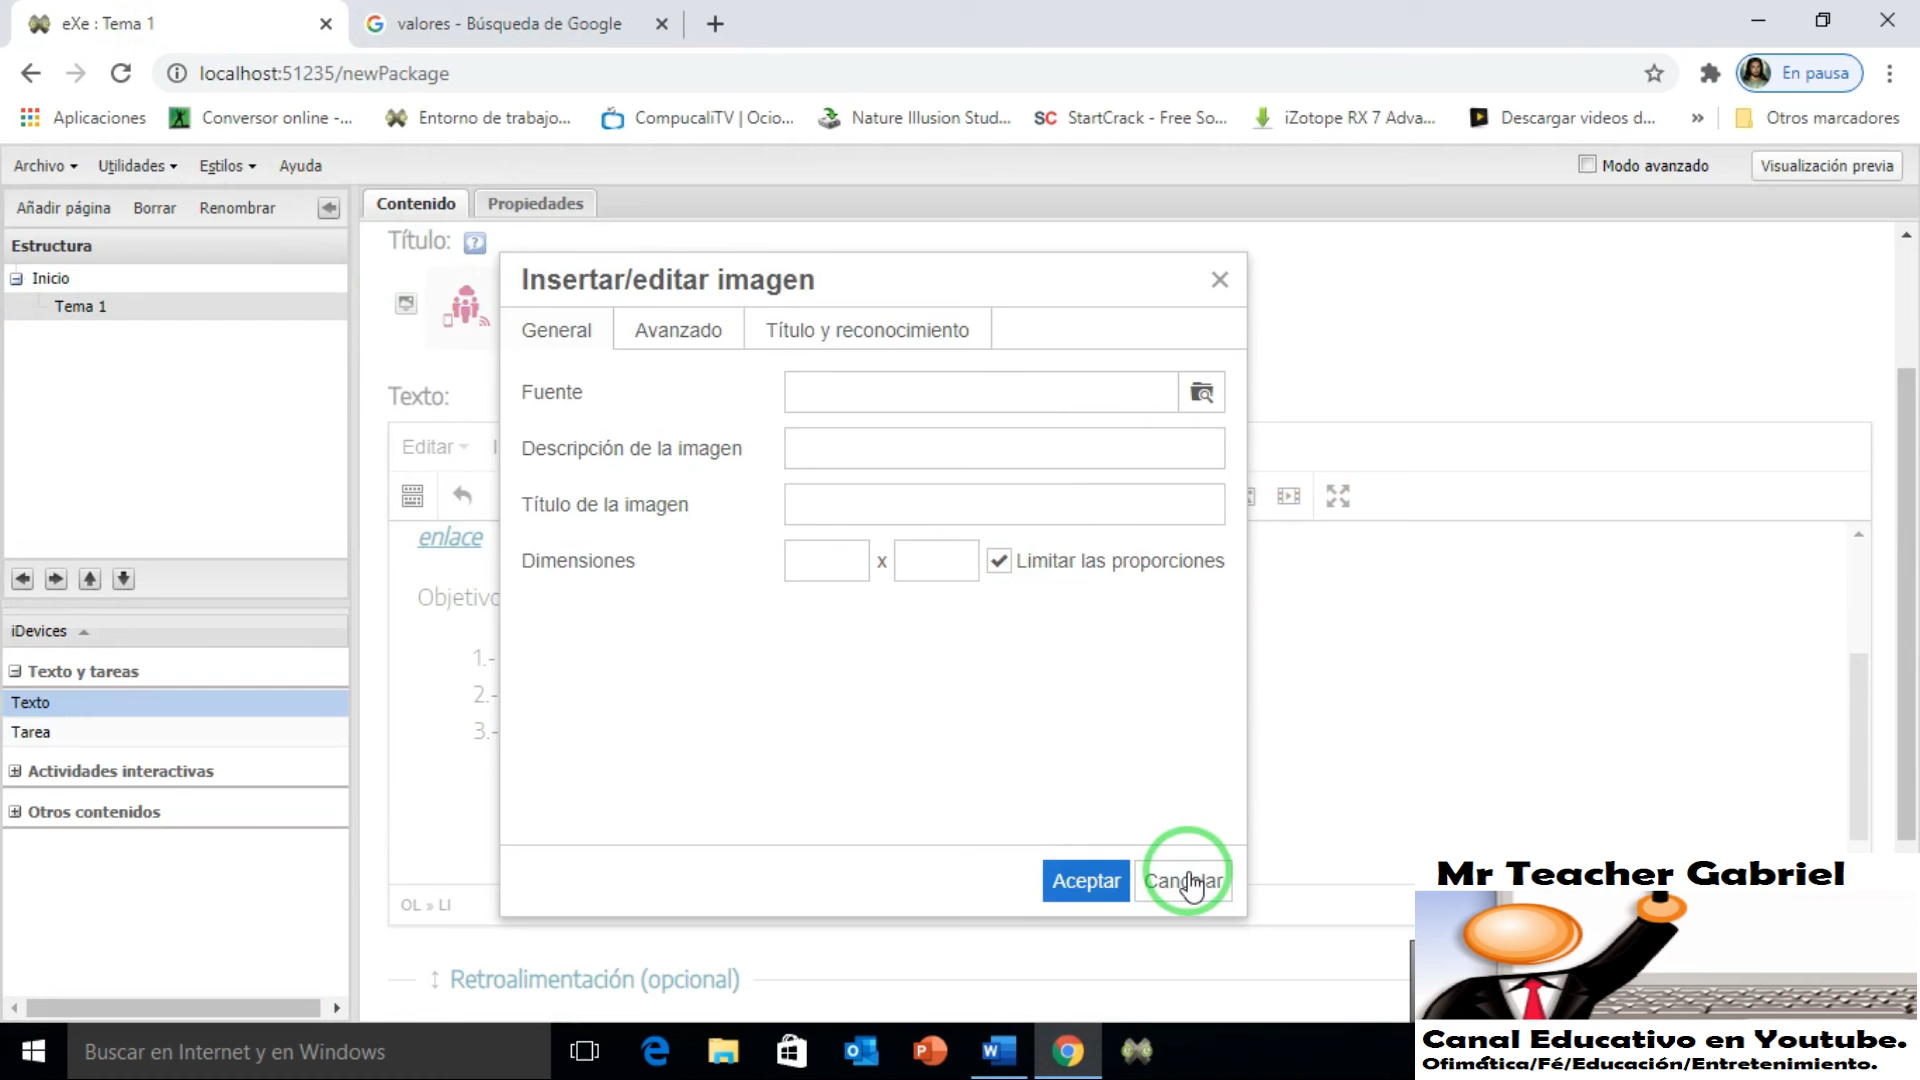 eXe : Tema 1
valores - Búsqueda de Google
localhost:51235/newPackage
En pausa
Aplicaciones
Conversor online -...
Entorno de trabajo...
CompucaliTV | Ocio...
Nature Illusion Stud...
SC StartCrack - Free So...
iZotope RX 7 Adva...
Descargar videos d...
»
Otros marcadores
Archivo
Utilidades
Estilos
Ayuda
Modo avanzado
Visualización previa
Añadir página
Borrar
Renombrar
Contenido
Propiedades
Estructura
Inicio
Tema 1
Título:
Insertar/editar imagen
General
Avanzado
Título y reconocimiento
Fuente
Descripción de la imagen
Título de la imagen
Dimensiones
x
Limitar las proporciones
Texto:
Editar
enlace
1.-
2.-
3.-
OL » LI
Aceptar
Cancelar
Retroalimentación (opcional)
iDevices
Texto y tareas
Texto
Tarea
Actividades interactivas
Otros contenidos
Mr Teacher Gabriel
Canal Educativo en Youtube.
Ofimática/Fé/Educación/Entretenimiento.
Buscar en Internet y en Windows